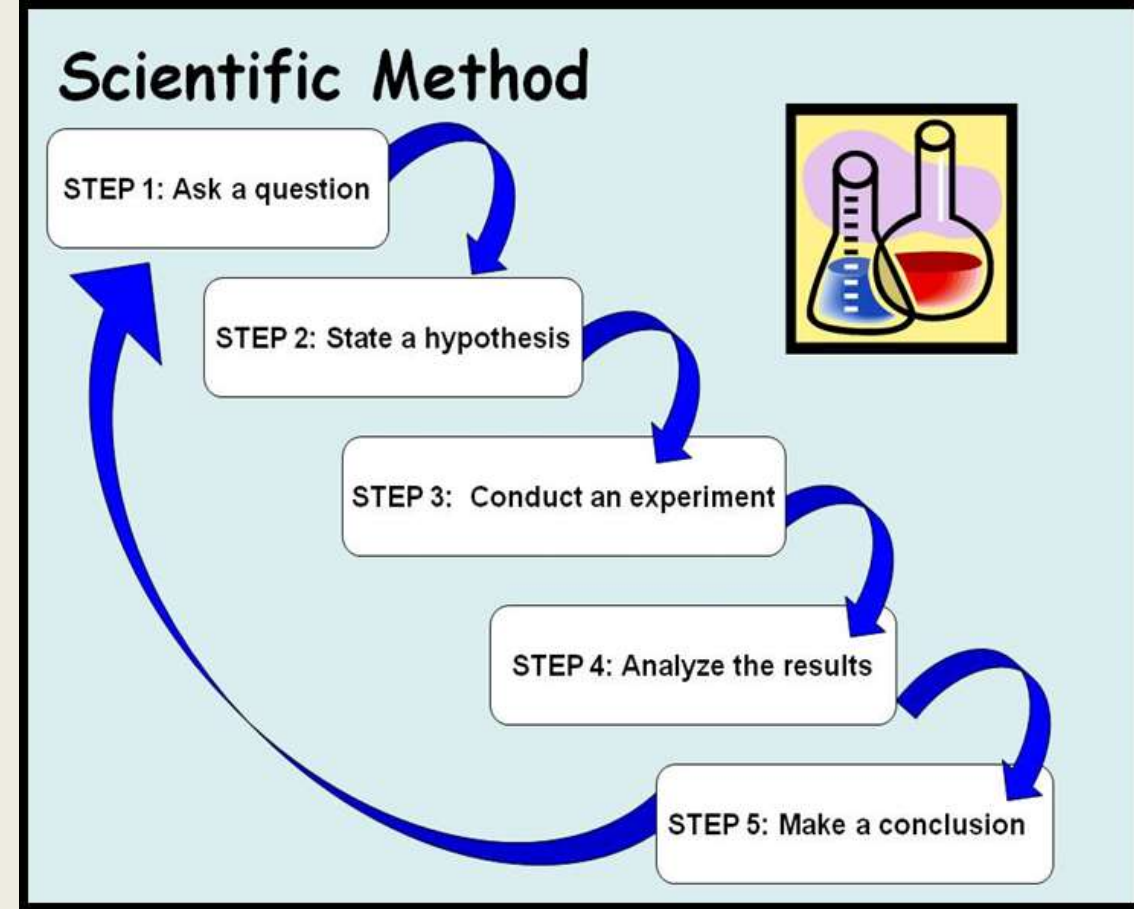 Scientific Method
STEP 1: Ask a question
STEP 2: State a hypothesis
STEP 3: Conduct an experiment
STEP 4: Analyze the results
STEP 5: Make a conclusion